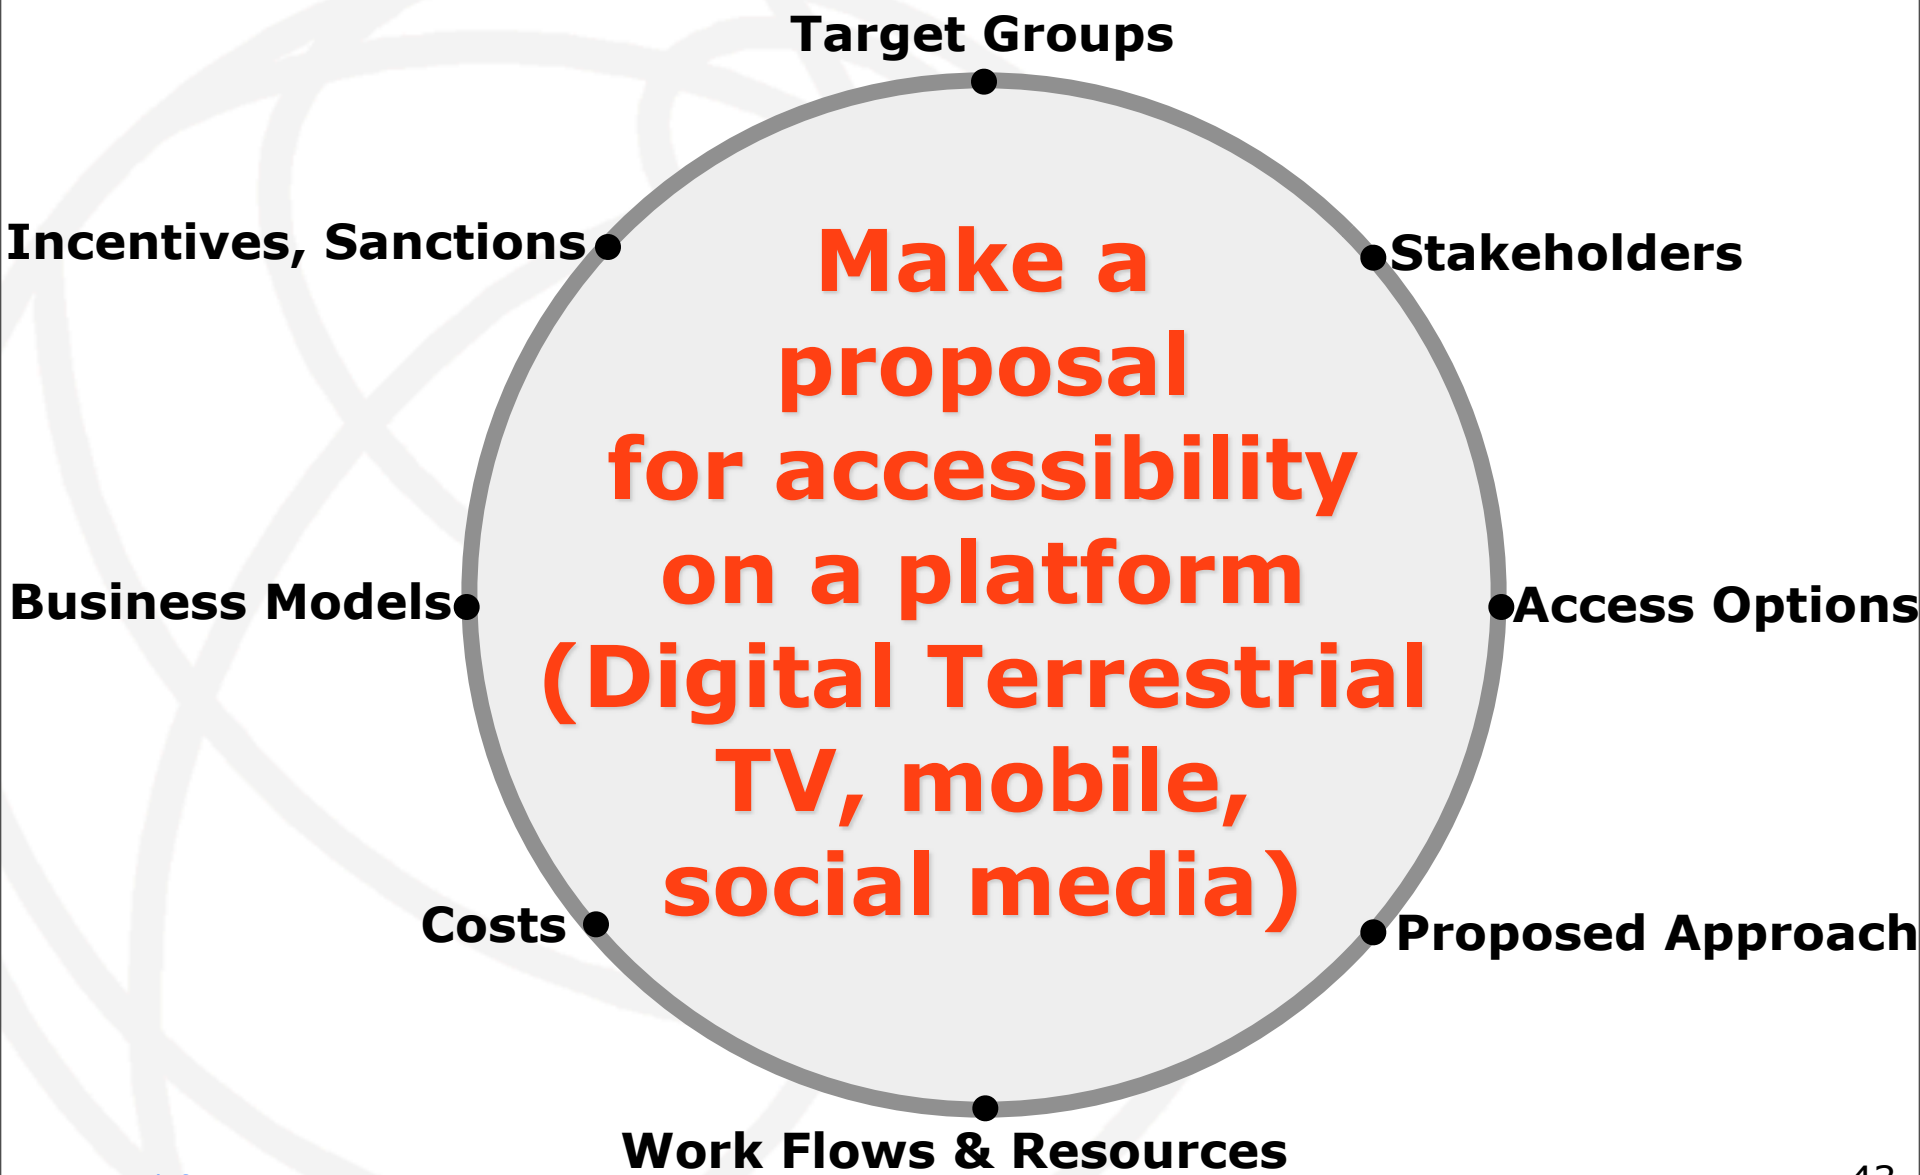 Target Groups
Incentives, Sanctions
Stakeholders
Make a
proposal
for accessibility
on a platform
(Digital Terrestrial
TV, mobile,
social media)
Business Models
Access Options
Costs
Proposed Approach
Work Flows & Resources